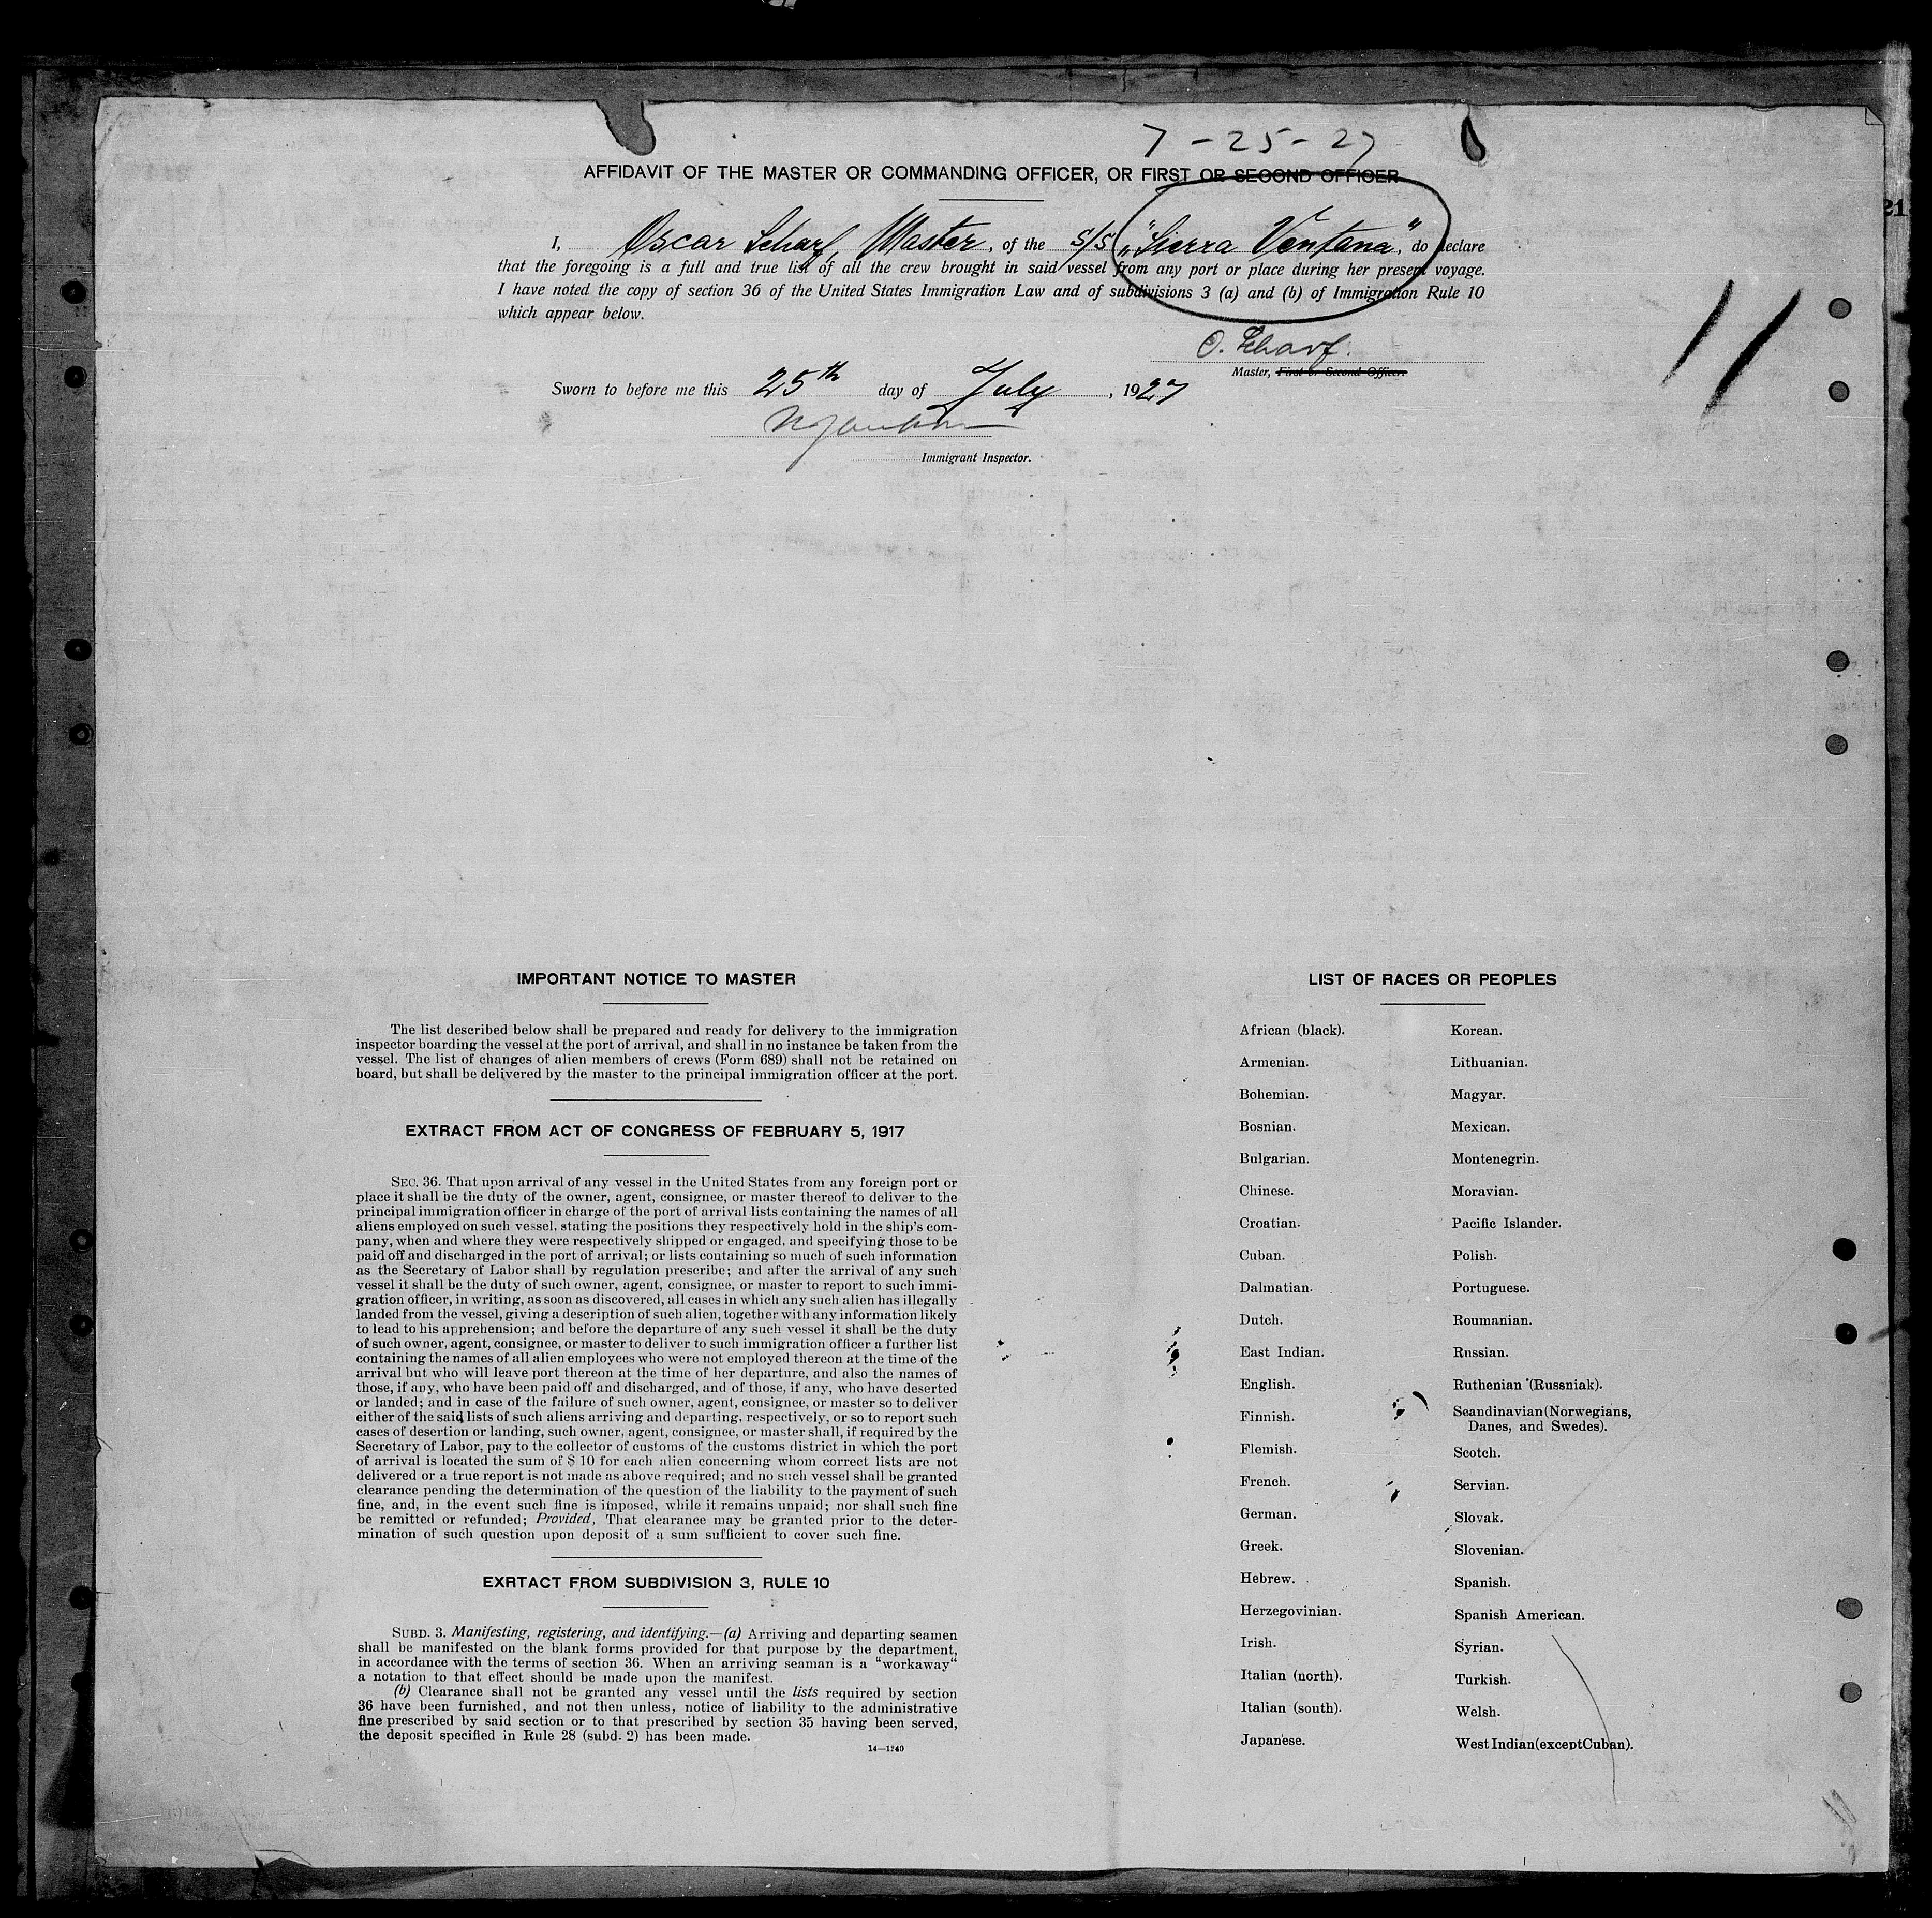 7-25-27
AFFIDAVIT OF THE MASTER OR COMMANDING OFFICER, OR FIRST OR SECOND OFFICER
21
I, Oscar Scharf, Master, of the S/S „Sierra Ventana", do declare
that the foregoing is a full and true list of all the crew brought in said vessel from any port or place during her present voyage.
I have noted the copy of section 36 of the United States Immigration Law and of subdivisions 3 (a) and (b) of Immigration Rule 10
which appear below.
11
O. Scharf.
Master, First or Second Officer.
Sworn to before me this 25th day of July, 1927
Immigrant Inspector.
IMPORTANT NOTICE TO MASTER
The list described below shall be prepared and ready for delivery to the immigration
inspector boarding the vessel at the port of arrival, and shall in no instance be taken from the
vessel. The list of changes of alien members of crews (Form 689) shall not be retained on
board, but shall be delivered by the master to the principal immigration officer at the port.
EXTRACT FROM ACT OF CONGRESS OF FEBRUARY 5, 1917
SEC. 36. That upon arrival of any vessel in the United States from any foreign port or
place it shall be the duty of the owner, agent, consignee, or master thereof to deliver to the
principal immigration officer in charge of the port of arrival lists containing the names of all
aliens employed on such vessel, stating the positions they respectively hold in the ship's com-
pany, when and where they were respectively shipped or engaged, and specifying those to be
paid off and discharged in the port of arrival; or lists containing so much of such information
as the Secretary of Labor shall by regulation prescribe; and after the arrival of any such
vessel it shall be the duty of such owner, agent, consignee, or master to report to such immi-
gration officer, in writing, as soon as discovered, all cases in which any such alien has illegally
landed from the vessel, giving a description of such alien, together with any information likely
to lead to his apprehension; and before the departure of any such vessel it shall be the duty
of such owner, agent, consignee, or master to deliver to such immigration officer a further list
containing the names of all alien employees who were not employed thereon at the time of the
arrival but who will leave port thereon at the time of her departure, and also the names of
those, if any, who have been paid off and discharged, and of those, if any, who have deserted
or landed; and in case of the failure of such owner, agent, consignee, or master so to deliver
either of the said lists of such aliens arriving and departing, respectively, or so to report such
cases of desertion or landing, such owner, agent, consignee, or master shall, if required by the
Secretary of Labor, pay to the collector of customs of the customs district in which the port
of arrival is located the sum of $ 10 for each alien concerning whom correct lists are not
delivered or a true report is not made as above required; and no such vessel shall be granted
clearance pending the determination of the question of the liability to the payment of such
fine, and, in the event such fine is imposed, while it remains unpaid; nor shall such fine
be remitted or refunded; Provided, That clearance may be granted prior to the deter-
mination of such question upon deposit of a sum sufficient to cover such fine.
EXRTACT FROM SUBDIVISION 3, RULE 10
SUBD. 3. Manifesting, registering, and identifying.—(a) Arriving and departing seamen
shall be manifested on the blank forms provided for that purpose by the department,
in accordance with the terms of section 36. When an arriving seaman is a "workaway"
a notation to that effect should be made upon the manifest.
(b) Clearance shall not be granted any vessel until the lists required by section
36 have been furnished, and not then unless, notice of liability to the administrative
fine prescribed by said section or to that prescribed by section 35 having been served,
the deposit specified in Rule 28 (subd. 2) has been made.
14—1240
LIST OF RACES OR PEOPLES
African (black).
Armenian.
Bohemian.
Bosnian.
Bulgarian.
Chinese.
Croatian.
Cuban.
Dalmatian.
Dutch.
East Indian.
English.
Finnish.
Flemish.
French.
German.
Greek.
Hebrew.
Herzegovinian.
Irish.
Italian (north).
Italian (south).
Japanese.
Korean.
Lithuanian.
Magyar.
Mexican.
Montenegrin.
Moravian.
Pacific Islander.
Polish.
Portuguese.
Roumanian.
Russian.
Ruthenian (Russniak).
Scandinavian (Norwegians,
Danes, and Swedes).
Scotch.
Servian.
Slovak.
Slovenian.
Spanish.
Spanish American.
Syrian.
Turkish.
Welsh.
West Indian (except Cuban).